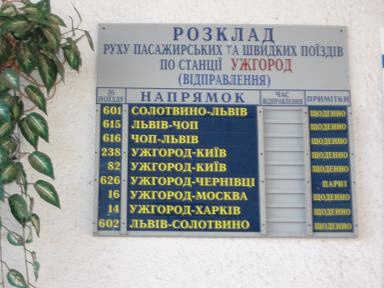 РОЗКЛАД
РУХУ ПАСАЖИРСЬКИХ ТА ШВИДКИХ ПОЇЗДІВ
ПО СТАНЦІЇ УЖГОРОД
(ВІДПРАВЛЕННЯ)
№ ПОЇЗДУ НАПРЯМОК ЧАС ВІДПРАВЛЕННЯ ПРИМІТКИ
601 СОЛОТВИНО-ЛЬВІВ ЩОДЕННО
615 ЛЬВІВ-ЧОП ЩОДЕННО
616 ЧОП-ЛЬВІВ ЩОДЕННО
238 УЖГОРОД-КИЇВ ЩОДЕННО
82 УЖГОРОД-КИЇВ ЩОДЕННО
626 УЖГОРОД-ЧЕРНІВЦІ ПАРНІ
16 УЖГОРОД-МОСКВА ЩОДЕННО
14 УЖГОРОД-ХАРКІВ ЩОДЕННО
602 ЛЬВІВ-СОЛОТВИНО ЩОДЕННО